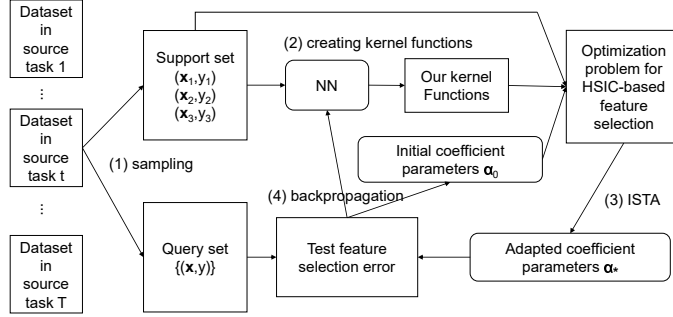 Dataset
in
source
task 1
...
Dataset
in
source
task t
...
Dataset
in
source
task T
(1) sampling
Support set
(x₁,y₁)
(x₂,y₂)
(x₃,y₃)
Query set
{(x,y)}
(2) creating kernel functions
NN
Our kernel
Functions
Initial coefficient
parameters α₀
(4) backpropagation
Test feature
selection error
Optimization
problem for
HSIC-based
feature
selection
(3) ISTA
Adapted coefficient
parameters α*